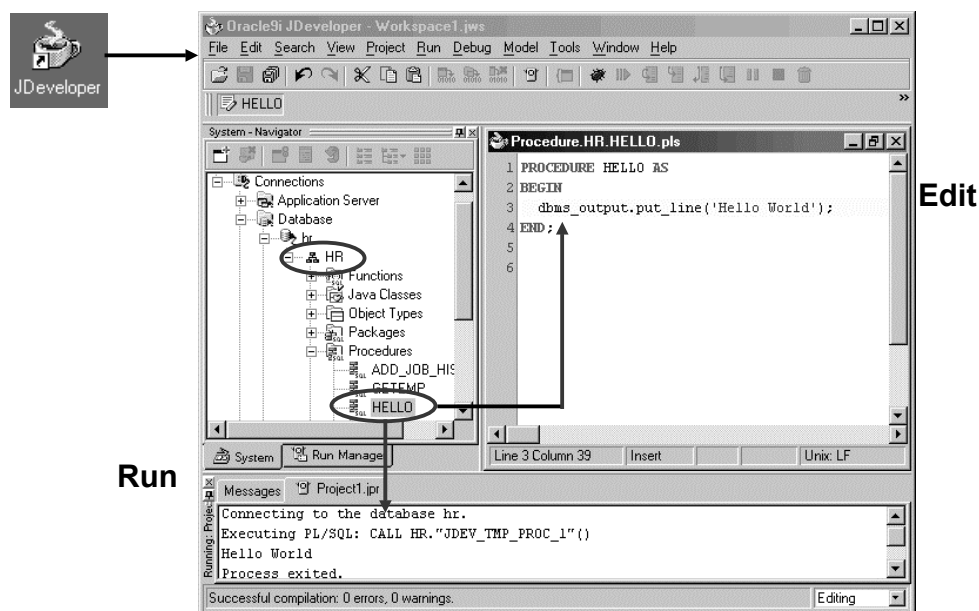 JDeveloper
Oracle9i JDeveloper - Workspace1.jws
File Edit Search View Project Run Debug Model Tools Window Help
HELLO
»
System - Navigator
Connections
Application Server
Database
hr
HR
Functions
Java Classes
Object Types
Packages
Procedures
ADD_JOB_HIS
GETEMP
HELLO
System
Run Manager
Procedure.HR.HELLO.pls
1 PROCEDURE HELLO AS
2 BEGIN
3 dbms_output.put_line('Hello World');
4 END;
5
6
Line 3 Column 39 Insert Unix: LF
Edit
Run
Messages Project1.jpr
Running: Projec
Connecting to the database hr.
Executing PL/SQL: CALL HR."JDEV_TMP_PROC_1"()
Hello World
Process exited.
Successful compilation: 0 errors, 0 warnings.
Editing